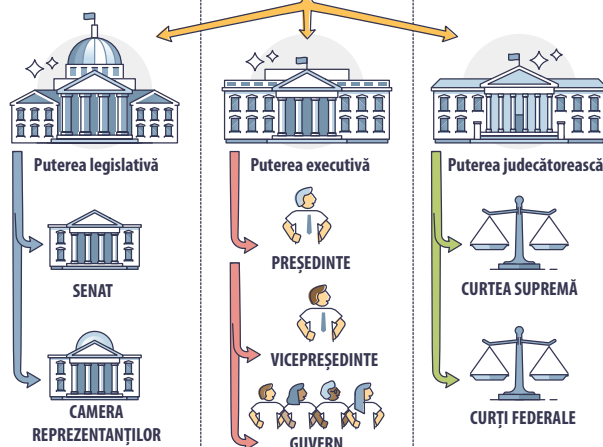 Puterea legislativă
Puterea executivă
Puterea judecătorească
SENAT
CAMERA
REPREZENTANȚILOR
PREȘEDINTE
VICEPREȘEDINTE
GUVERN
CURTEA SUPREMĂ
CURȚI FEDERALE